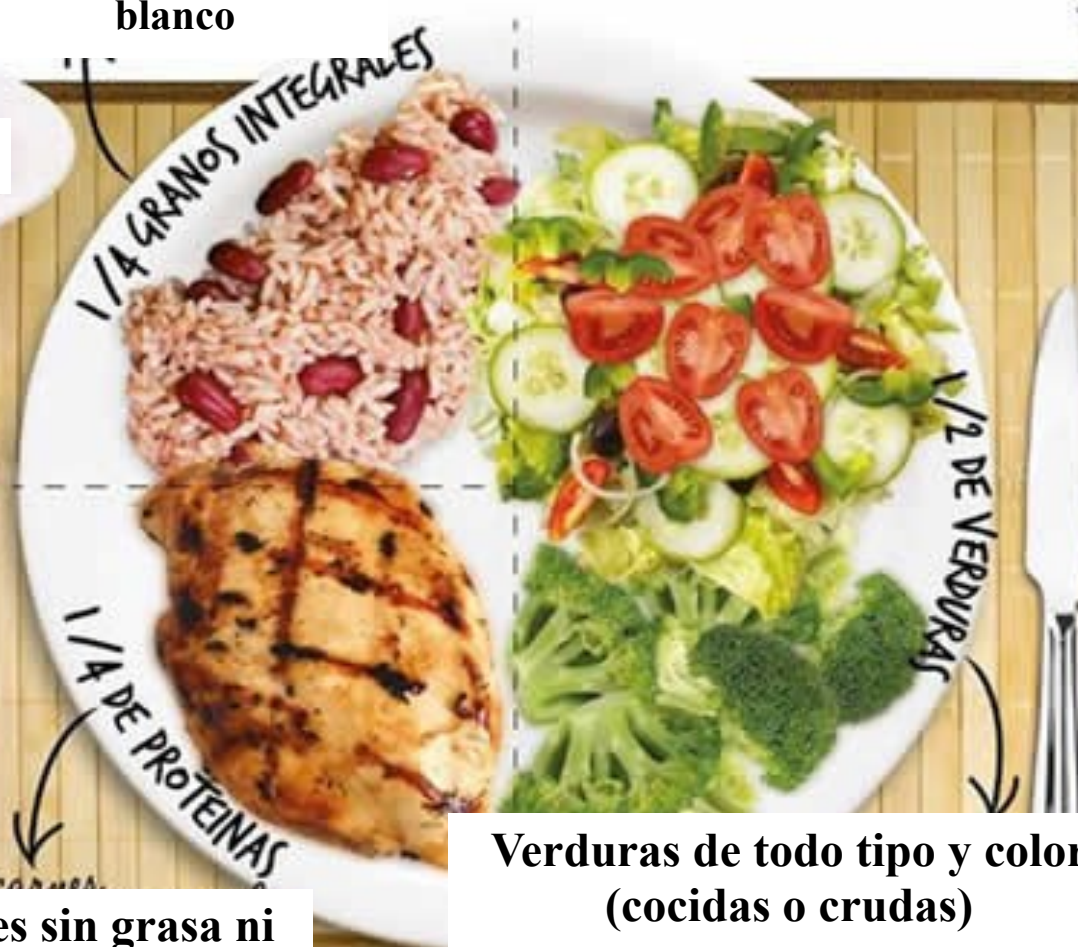 blanco
1/4 GRANOS INTEGRALES
1/2 DE VERDURAS
1/4 DE PROTEINAS
Verduras de todo tipo y color
(cocidas o crudas)
es sin grasa ni